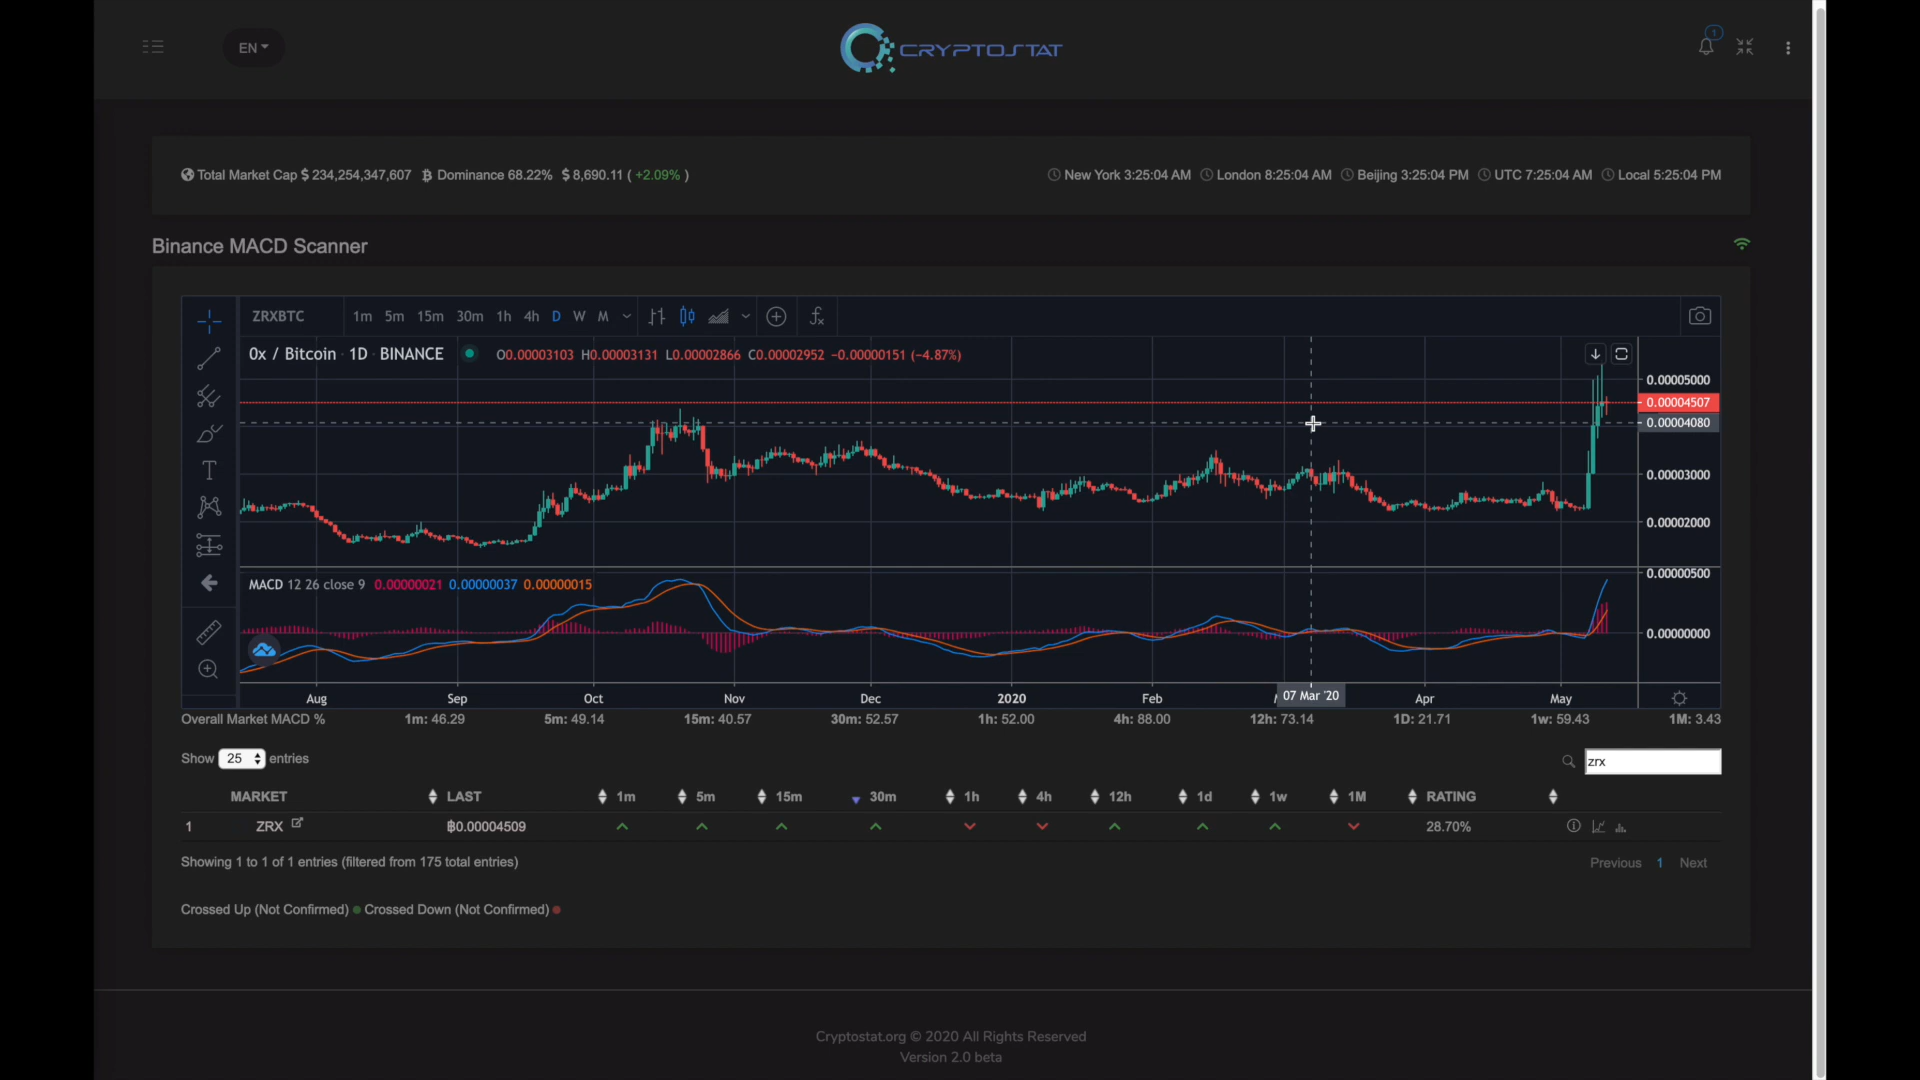 EN
CRYPTOSTAT
1
Total Market Cap $ 234,254,347,607 Dominance 68.22% $ 8,690.11 ( +2.09% )
New York 3:25:04 AM London 8:25:04 AM Beijing 3:25:04 PM UTC 7:25:04 AM Local 5:25:04 PM
Binance MACD Scanner
ZRXBTC 1m 5m 15m 30m 1h 4h D W M
0x / Bitcoin · 1D · BINANCE O0.00003103 H0.00003131 L0.00002866 C0.00002952 −0.00000151 (−4.87%)
0.00005000
0.00004507
0.00004080
0.00003000
0.00002000
MACD 12 26 close 9 0.00000021 0.00000037 0.00000015
0.00000500
0.00000000
Aug Sep Oct Nov Dec 2020 Feb 07 Mar '20 Apr May
Overall Market MACD % 1m: 46.29 5m: 49.14 15m: 40.57 30m: 52.57 1h: 52.00 4h: 88.00 12h: 73.14 1D: 21.71 1w: 59.43 1M: 3.43
Show 25 entries
zrx
MARKET LAST 1m 5m 15m 30m 1h 4h 12h 1d 1w 1M RATING
1 ZRX ฿0.00004509 28.70%
Showing 1 to 1 of 1 entries (filtered from 175 total entries)
Previous 1 Next
Crossed Up (Not Confirmed) Crossed Down (Not Confirmed)
Cryptostat.org © 2020 All Rights Reserved
Version 2.0 beta